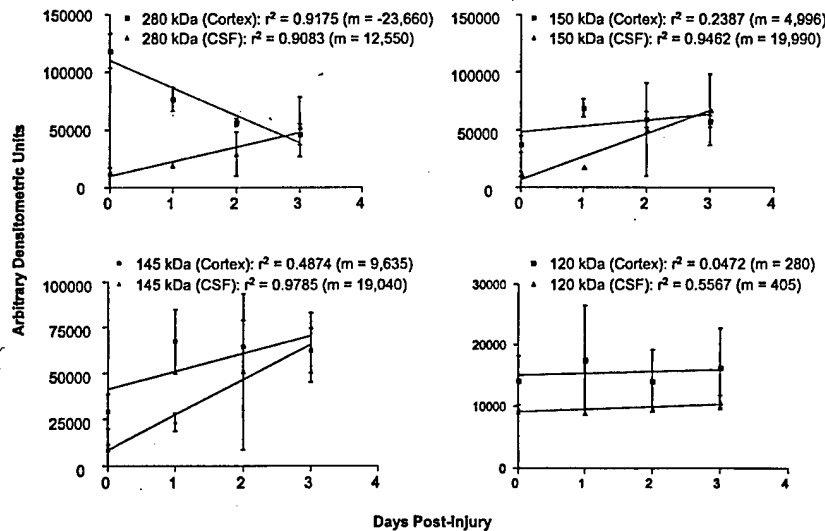 280 kDa (Cortex): r² = 0.9175 (m = -23,660)
280 kDa (CSF): r² = 0.9083 (m = 12,550)
150000
100000
50000
0
0 1 2 3 4
150 kDa (Cortex): r² = 0.2387 (m = 4,996)
150 kDa (CSF): r² = 0.9462 (m = 19,990)
150000
100000
50000
0
0 1 2 3 4
Arbitrary Densitometric Units
145 kDa (Cortex): r² = 0.4874 (m = 9,635)
145 kDa (CSF): r² = 0.9785 (m = 19,040)
100000
75000
50000
25000
0
0 1 2 3 4
120 kDa (Cortex): r² = 0.0472 (m = 280)
120 kDa (CSF): r² = 0.5567 (m = 405)
30000
20000
10000
0
0 1 2 3 4
Days Post-Injury